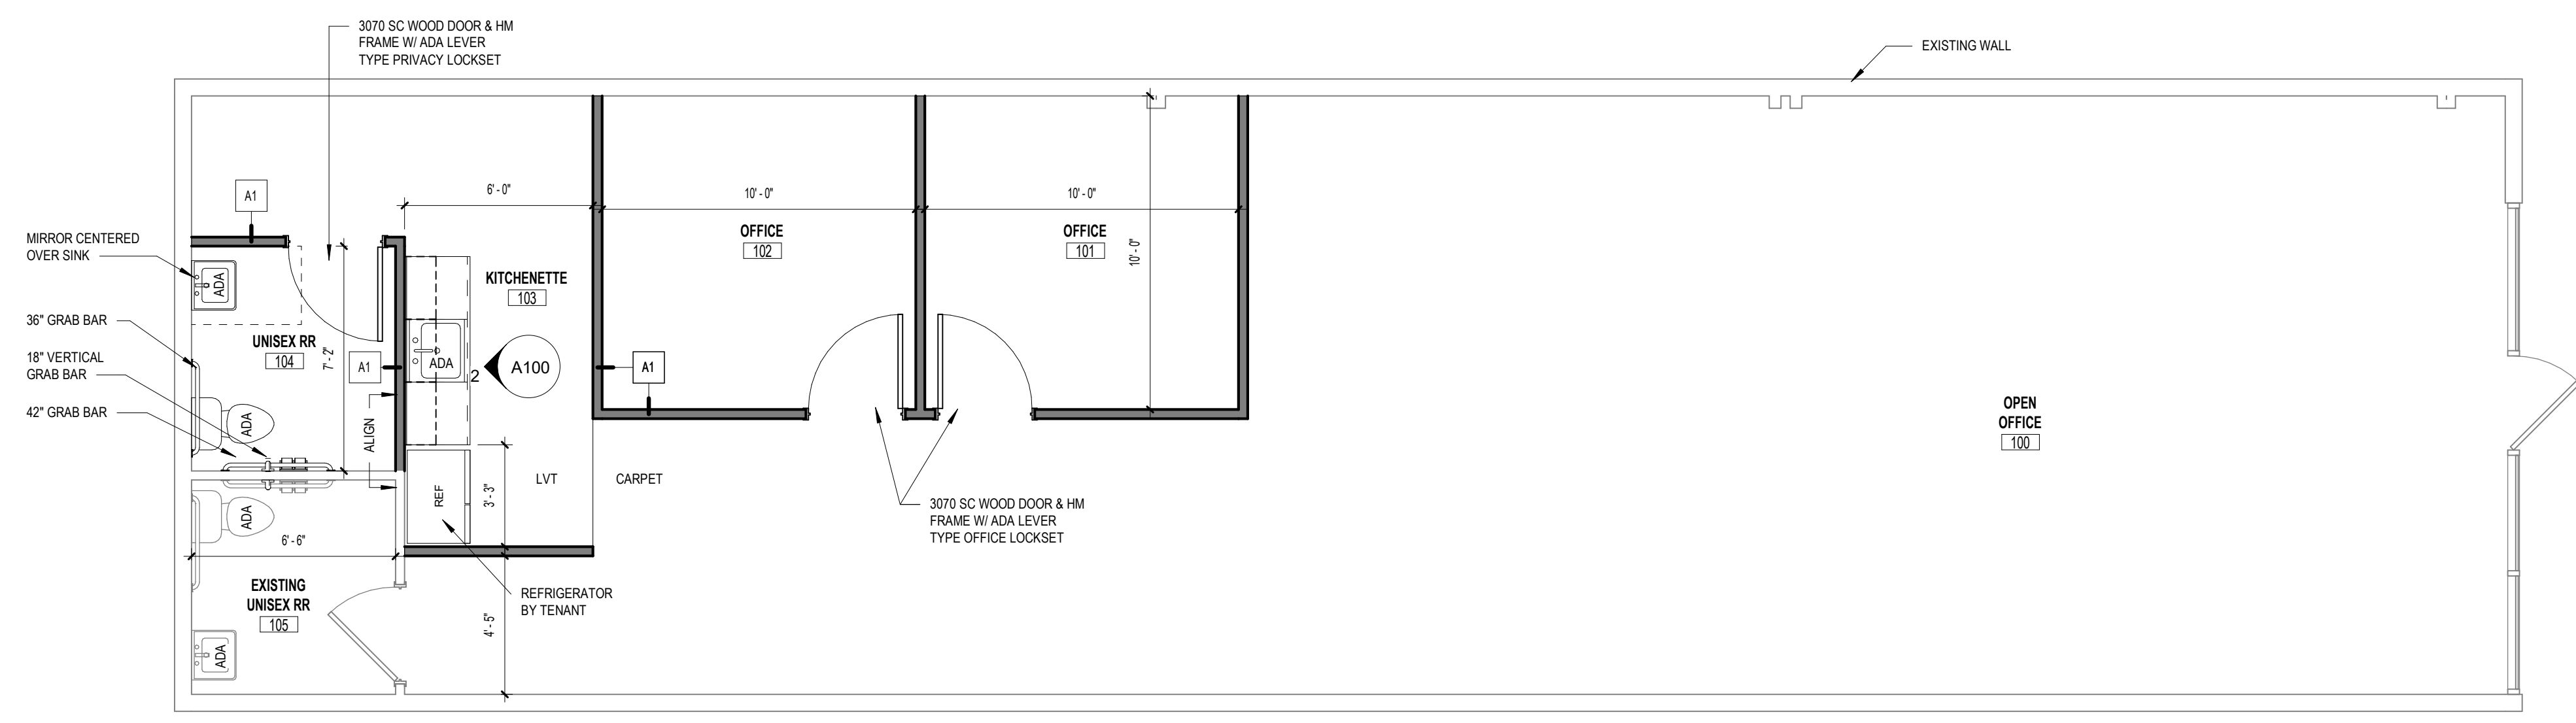 3070 SC WOOD DOOR & HM
FRAME W/ ADA LEVER
TYPE PRIVACY LOCKSET
EXISTING WALL
A1
6' - 0"
10' - 0"
10' - 0"
MIRROR CENTERED
OVER SINK
ADA
OFFICE
102
OFFICE
101
10' - 0"
KITCHENETTE
103
36" GRAB BAR
UNISEX RR
104
7' - 2"
18" VERTICAL
GRAB BAR
A1
ADA
2
A100
A1
42" GRAB BAR
ADA
ALIGN
OPEN
OFFICE
100
LVT
CARPET
REF
3' - 3"
ADA
6' - 6"
3070 SC WOOD DOOR & HM
FRAME W/ ADA LEVER
TYPE OFFICE LOCKSET
EXISTING
UNISEX RR
105
REFRIGERATOR
BY TENANT
4' - 5"
ADA